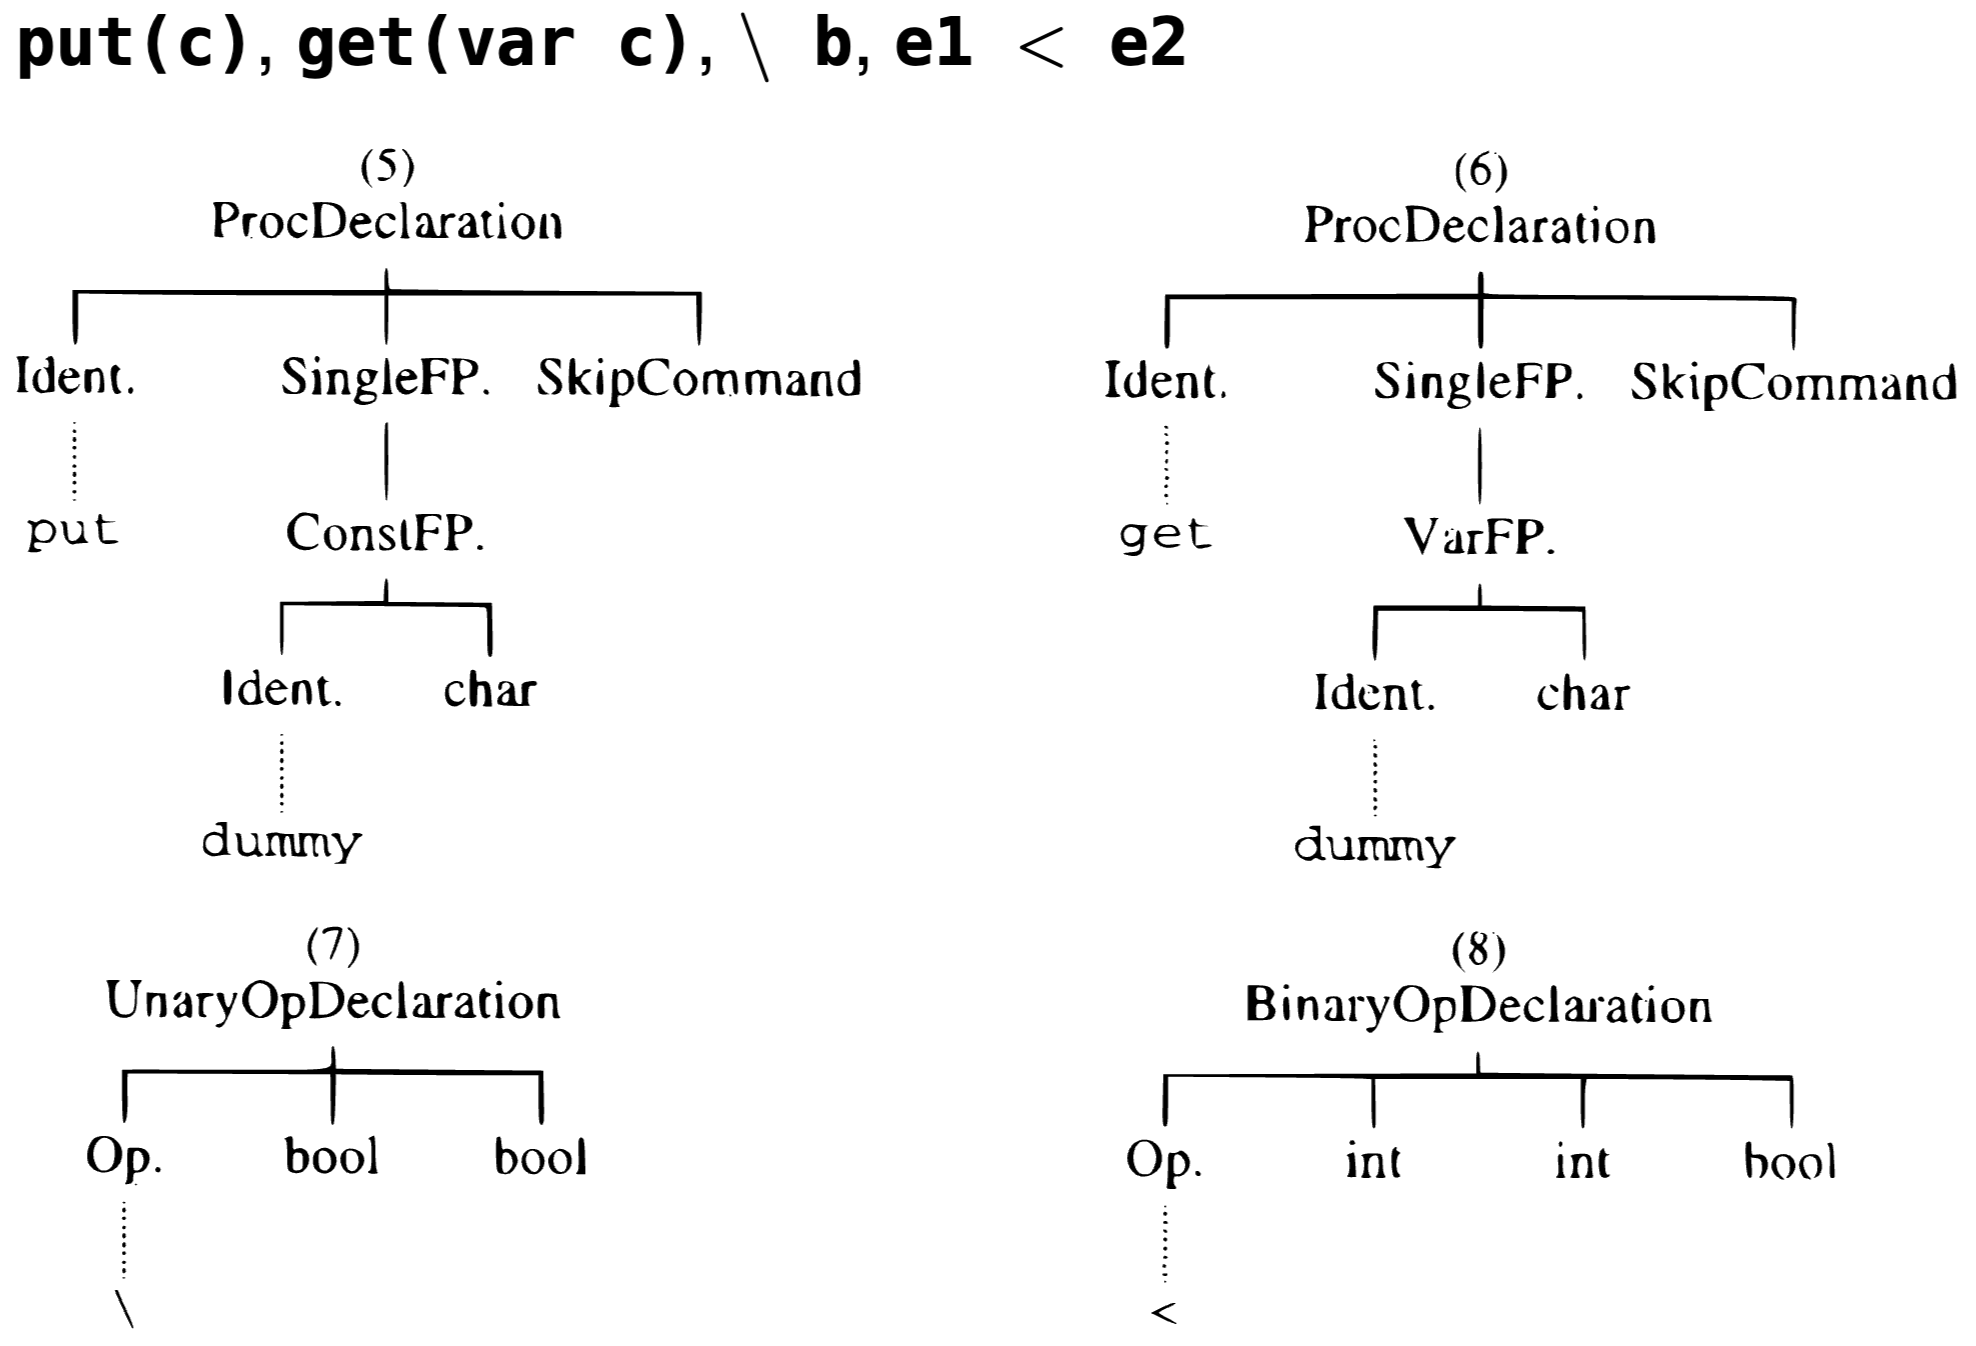 put(c), get(var c), \ b, e1 < e2
(5)
ProcDeclaration
Ident. SingleFP. SkipCommand
put ConstFP.
Ident. char
dummy
(6)
ProcDeclaration
Ident. SingleFP. SkipCommand
get VarFP.
Ident. char
dummy
(7)
UnaryOpDeclaration
Op. bool bool
\
(8)
BinaryOpDeclaration
Op. int int bool
<